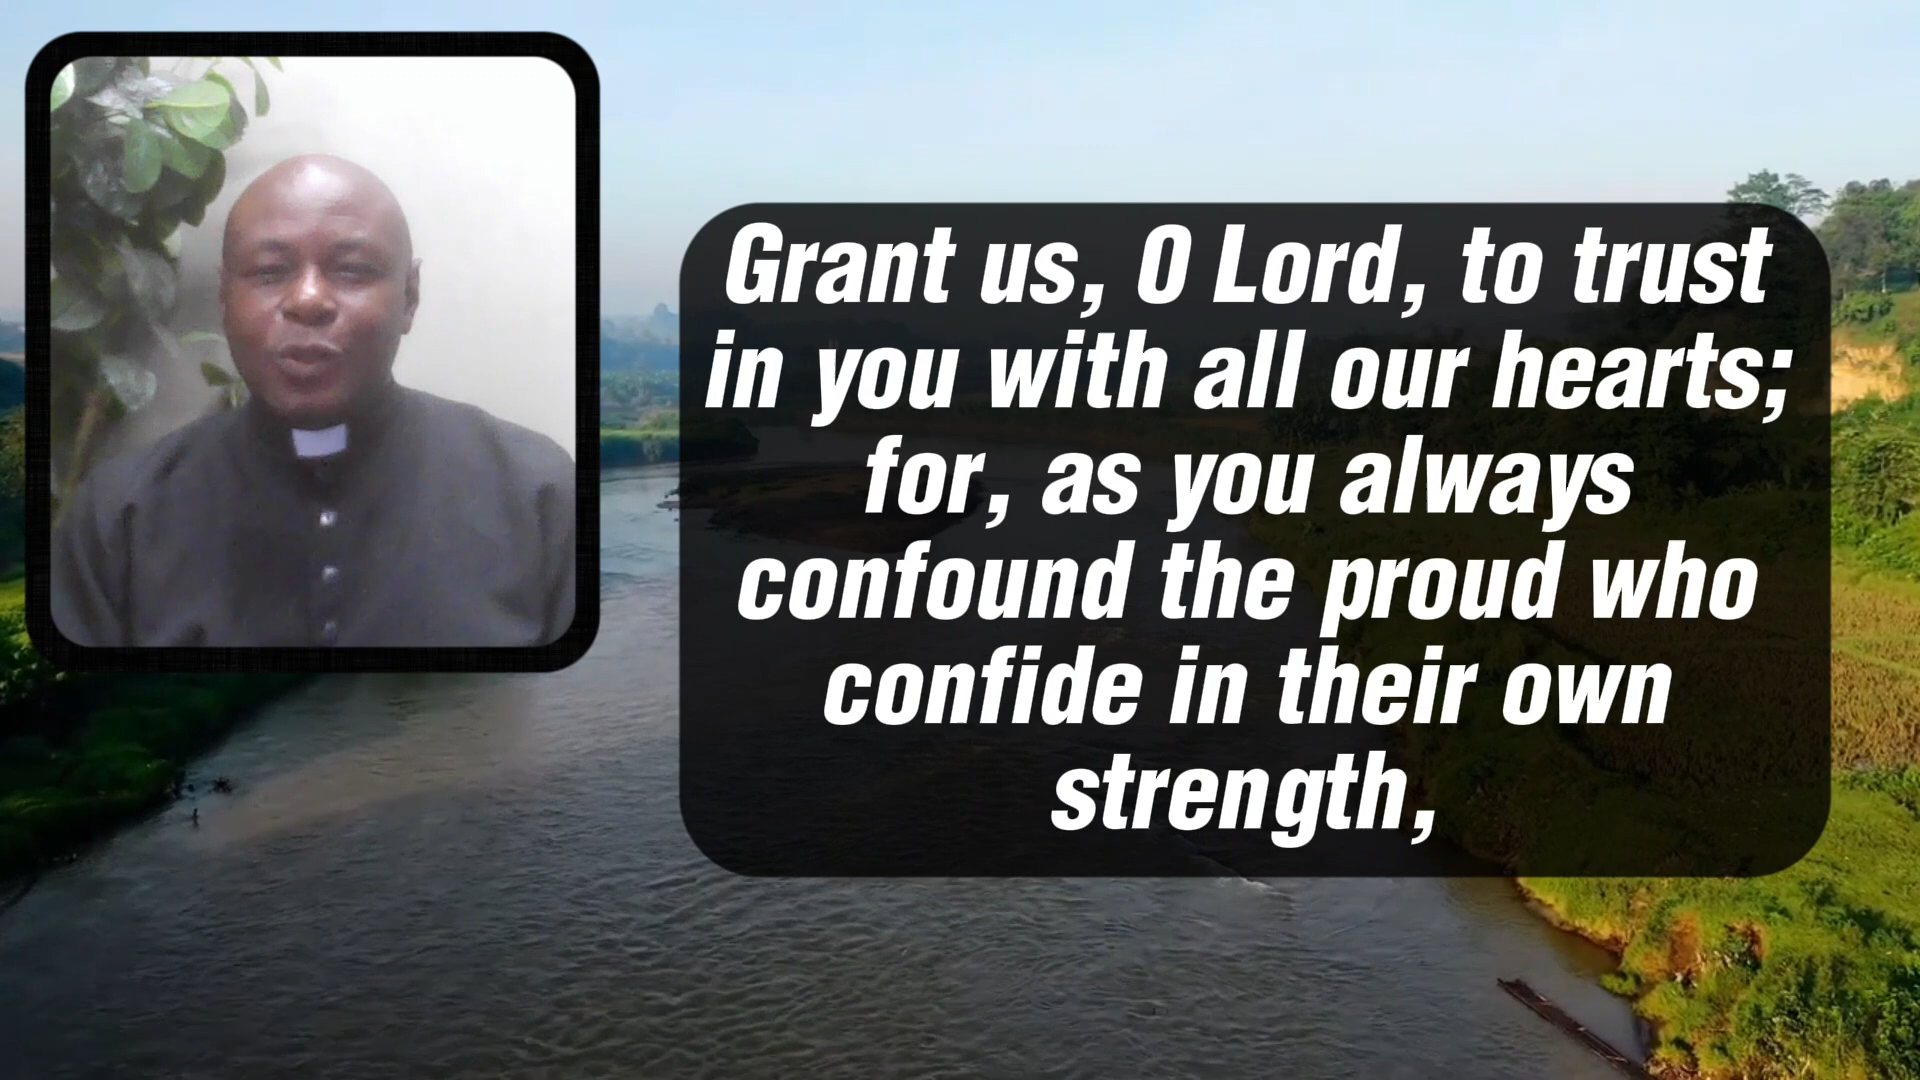 Grant us, O Lord, to trust
in you with all our hearts;
for, as you always
confound the proud who
confide in their own
strength,